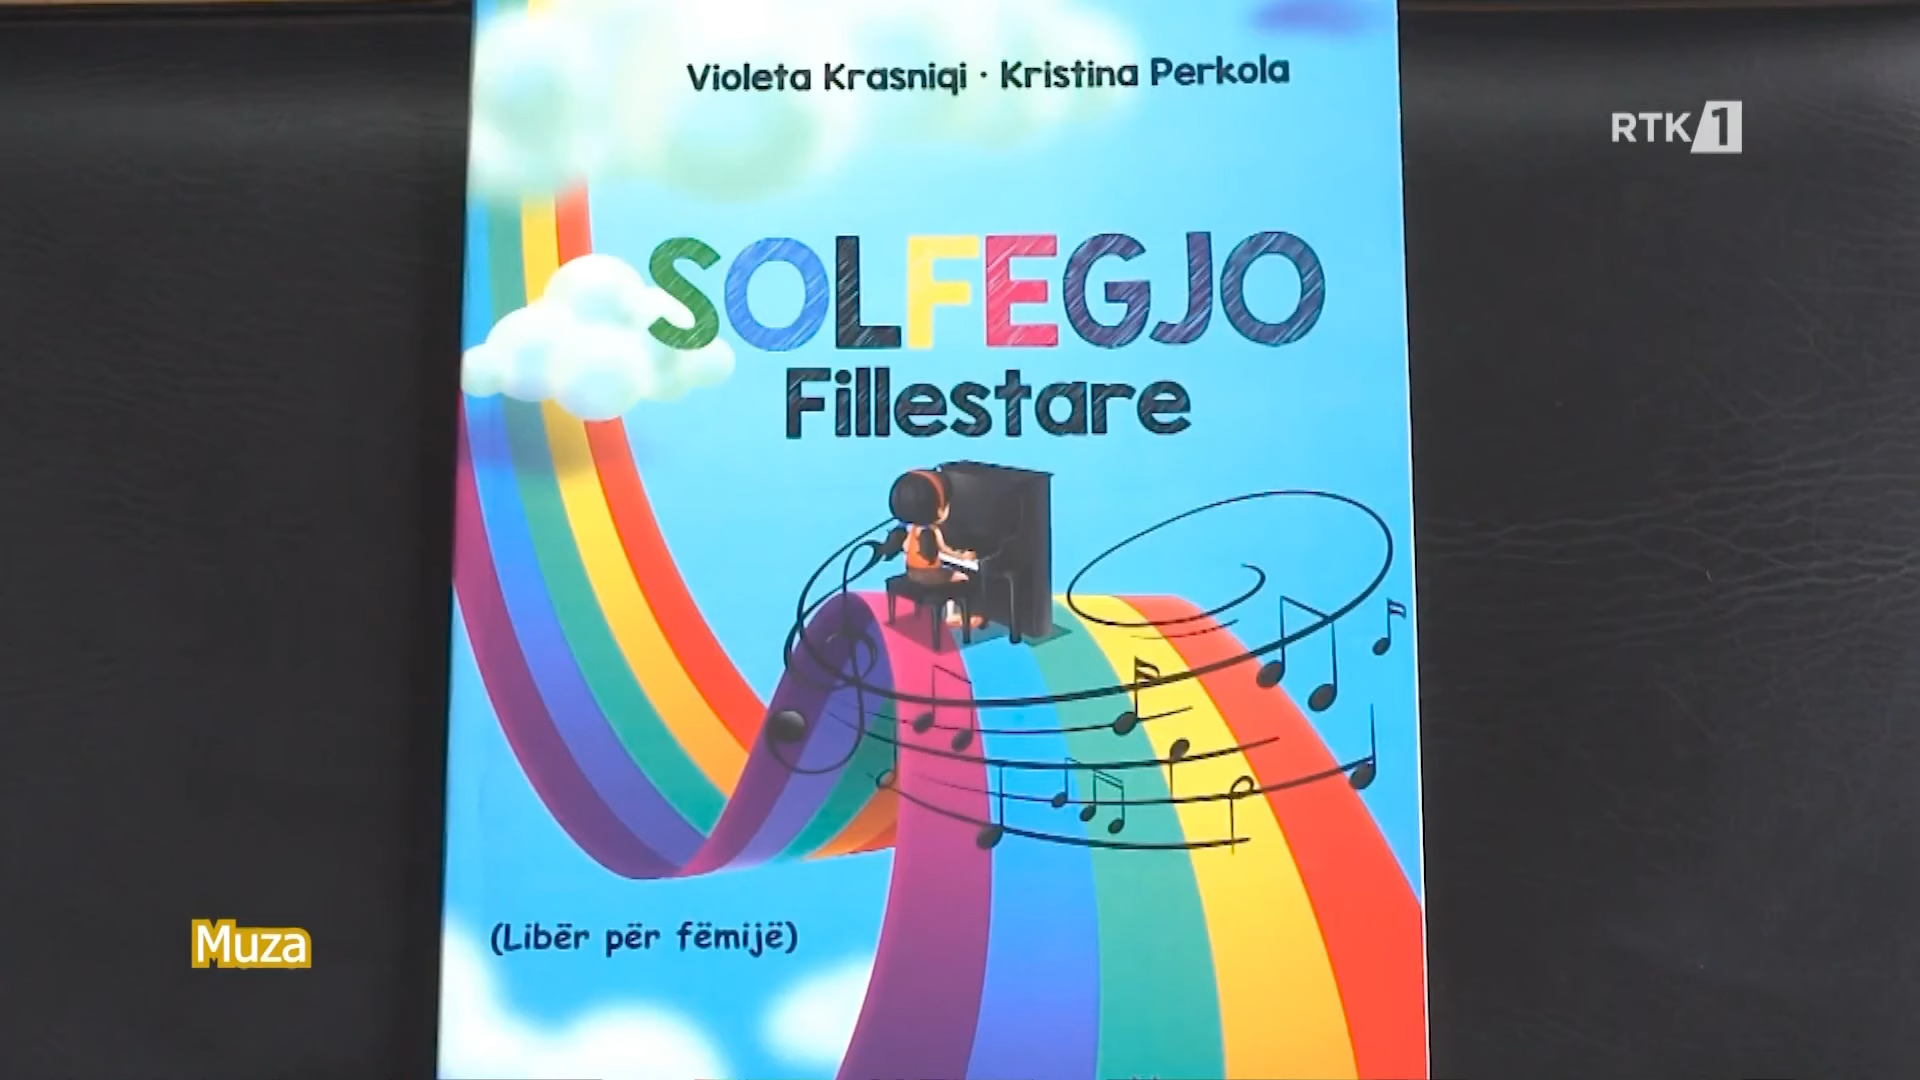 Violeta Krasniqi · Kristina Perkola
RTK 1
SOLFEGJO
Fillestare
(Libër për fëmijë)
Muza